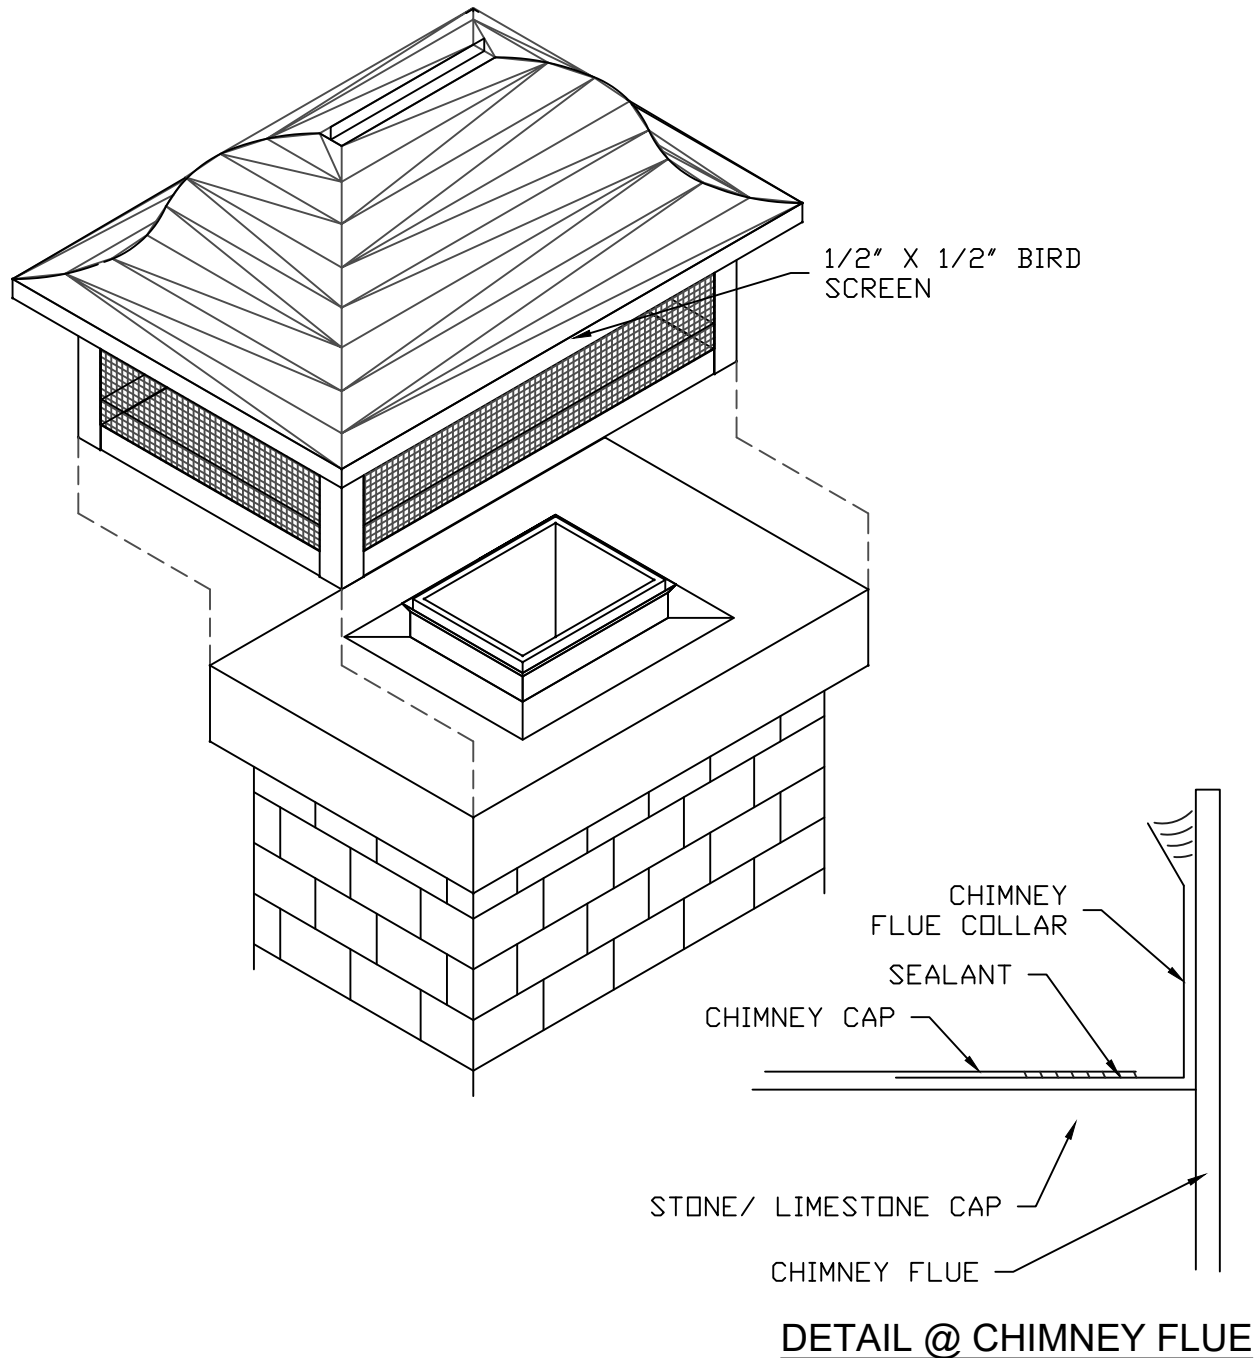 1/2" X 1/2" BIRD
SCREEN
CHIMNEY
FLUE COLLAR
SEALANT
CHIMNEY CAP
STONE/ LIMESTONE CAP
CHIMNEY FLUE
DETAIL @ CHIMNEY FLUE